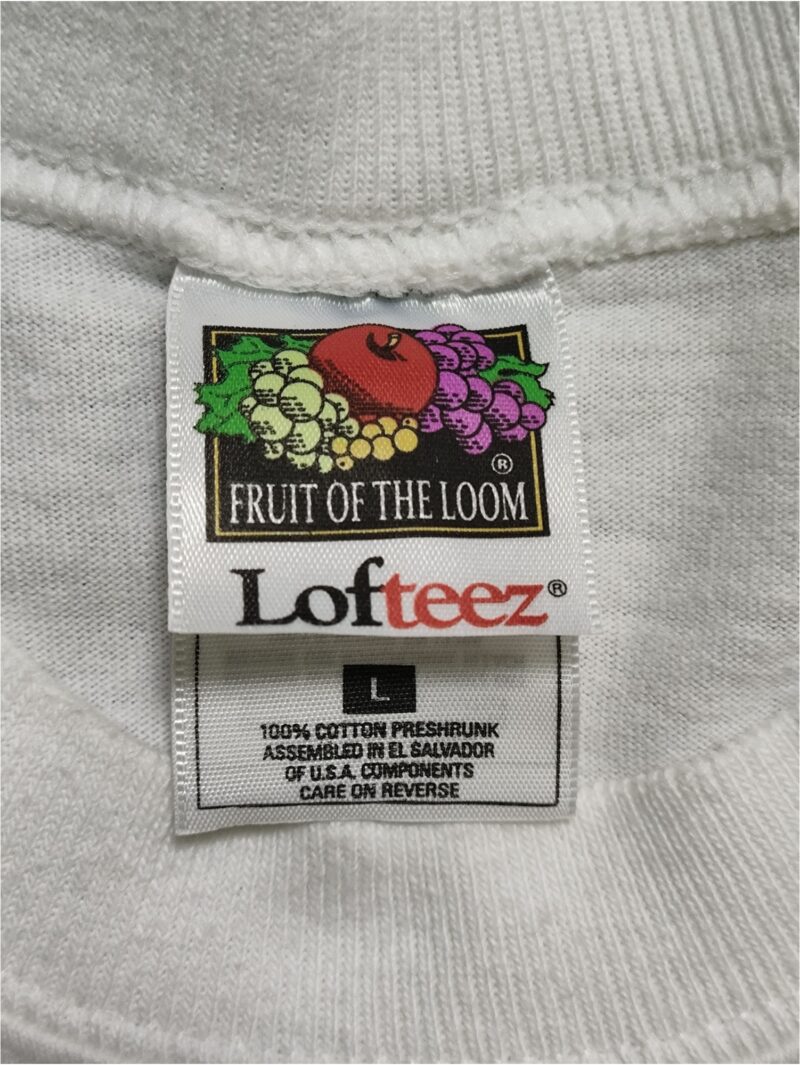 ®
FRUIT OF THE LOOM
Lofteez®
L
100% COTTON PRESHRUNK
ASSEMBLED IN EL SALVADOR
OF U.S.A. COMPONENTS
CARE ON REVERSE